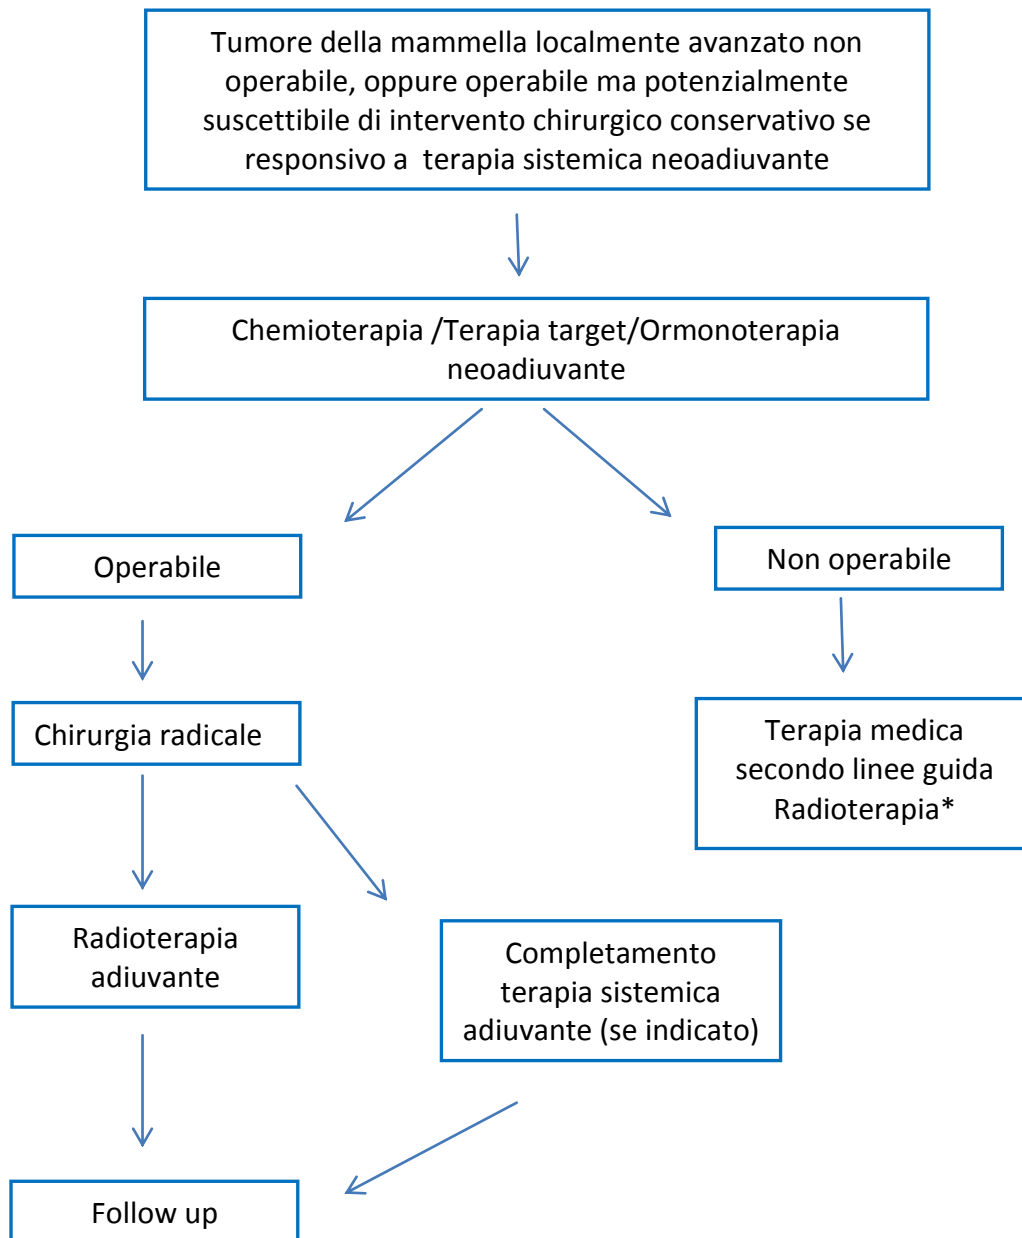 Tumore della mammella localmente avanzato non
operabile, oppure operabile ma potenzialmente
suscettibile di intervento chirurgico conservativo se
responsivo a  terapia sistemica neoadiuvante
Chemioterapia /Terapia target/Ormonoterapia
neoadiuvante
Operabile
Non operabile
Chirurgia radicale
Terapia medica
secondo linee guida
Radioterapia*
Radioterapia
adiuvante
Completamento
terapia sistemica
adiuvante (se indicato)
Follow up